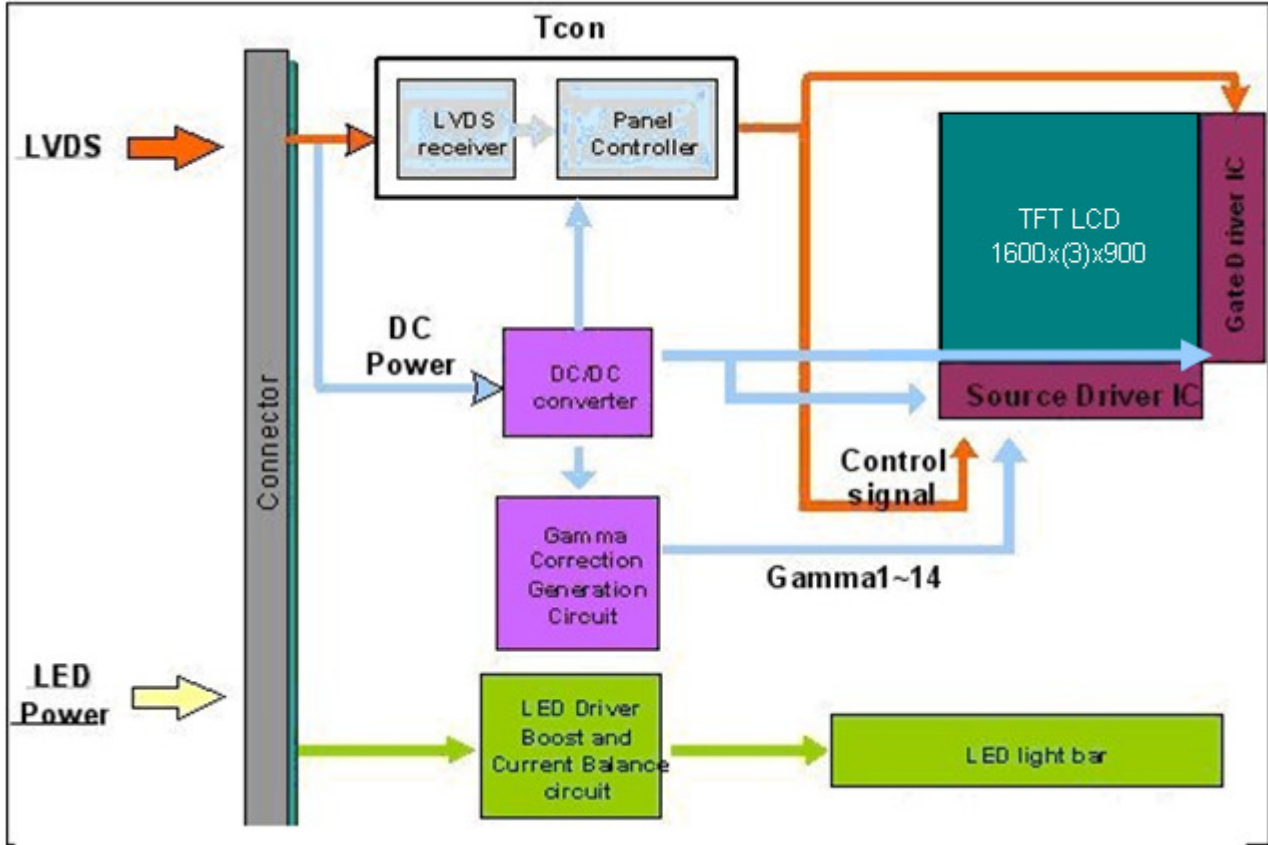 Tcon
LVDS
LVDS
receiver
Panel
Controller
TFT LCD
1600x(3)x900
Gate Driver IC
DC
Power
DC/DC
converter
Source Driver IC
Connector
Control
signal
Gamma
Correction
Generation
Circuit
Gamma1~14
LED
Power
LED Driver
Boost and
Current Balance
circuit
LED light bar